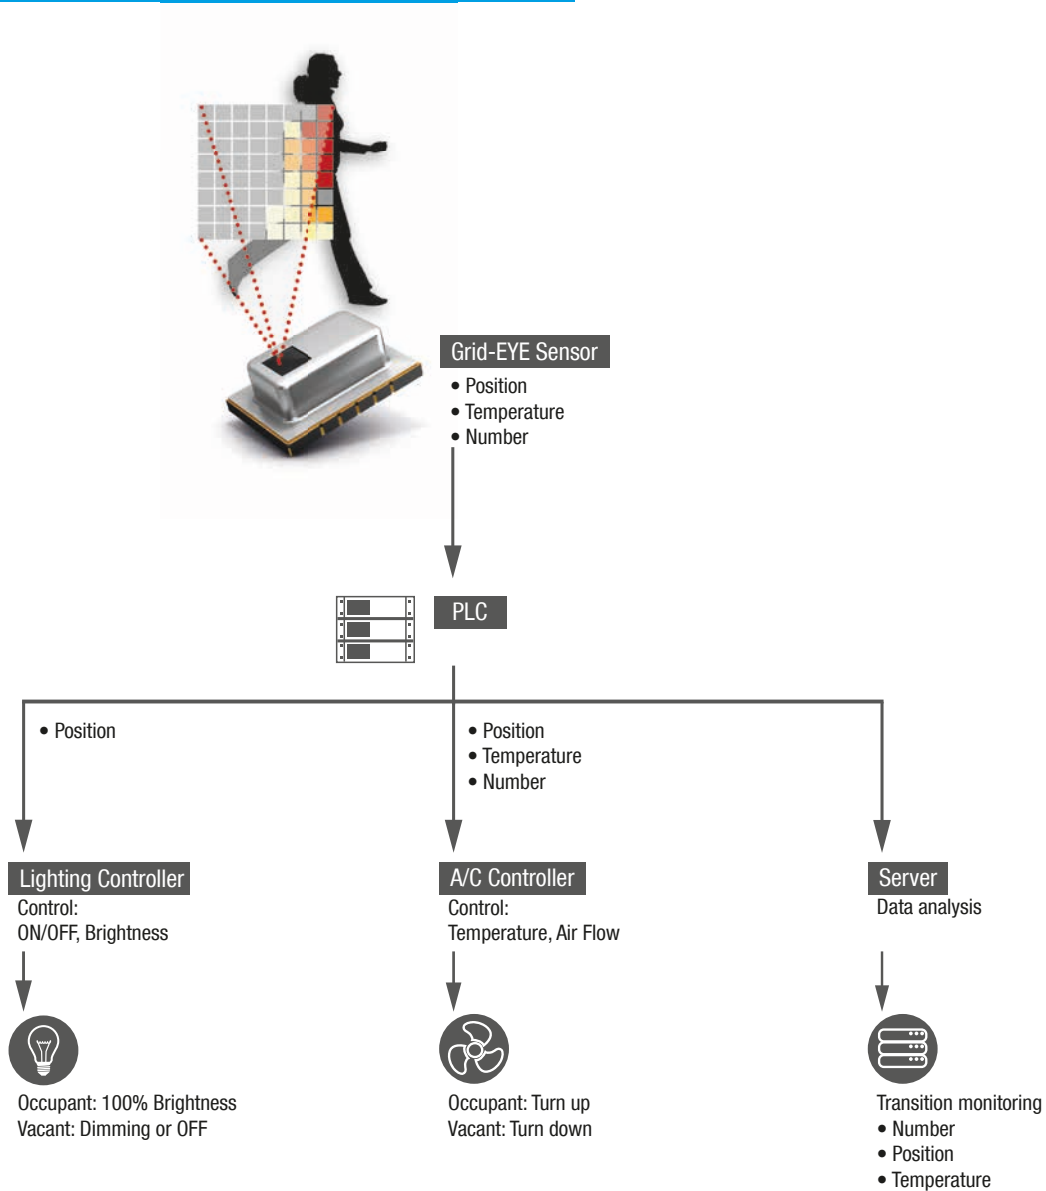 Grid-EYE Sensor
• Position
• Temperature
• Number
PLC
• Position
• Position
• Temperature
• Number
Lighting Controller
Control:
ON/OFF, Brightness
Occupant: 100% Brightness
Vacant: Dimming or OFF
A/C Controller
Control:
Temperature, Air Flow
Occupant: Turn up
Vacant: Turn down
Server
Data analysis
Transition monitoring
• Number
• Position
• Temperature